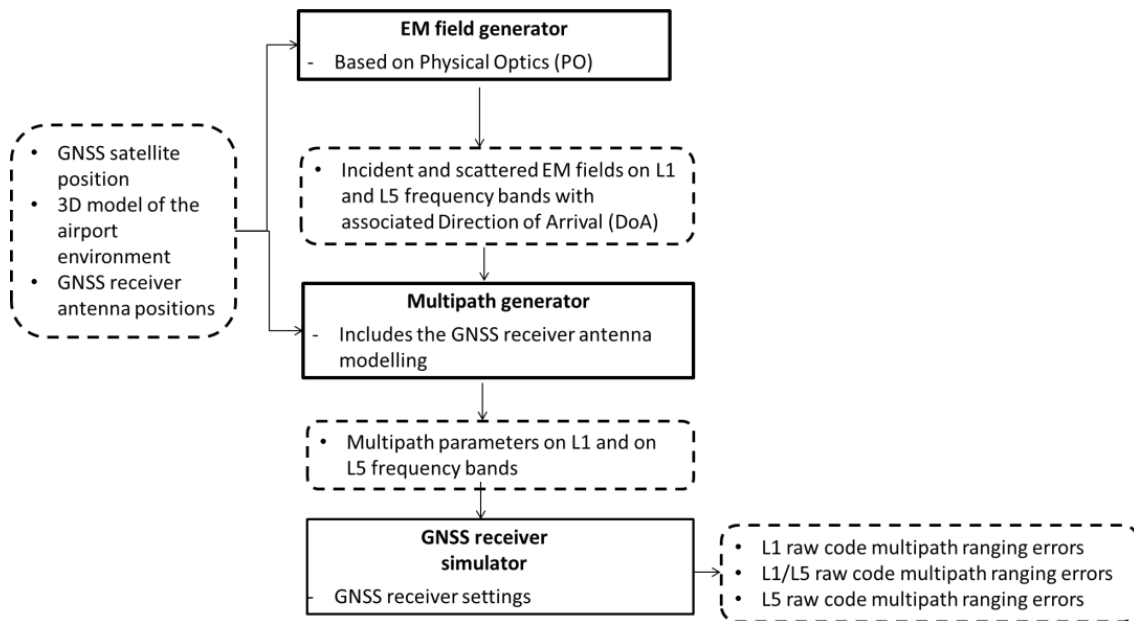 EM field generator
- Based on Physical Optics (PO)
• GNSS satellite
position
• 3D model of the
airport
environment
• GNSS receiver
antenna positions
• Incident and scattered EM fields on L1
and L5 frequency bands with
associated Direction of Arrival (DoA)
Multipath generator
- Includes the GNSS receiver antenna
modelling
• Multipath parameters on L1 and on
L5 frequency bands
GNSS receiver
simulator
- GNSS receiver settings
• L1 raw code multipath ranging errors
• L1/L5 raw code multipath ranging errors
• L5 raw code multipath ranging errors